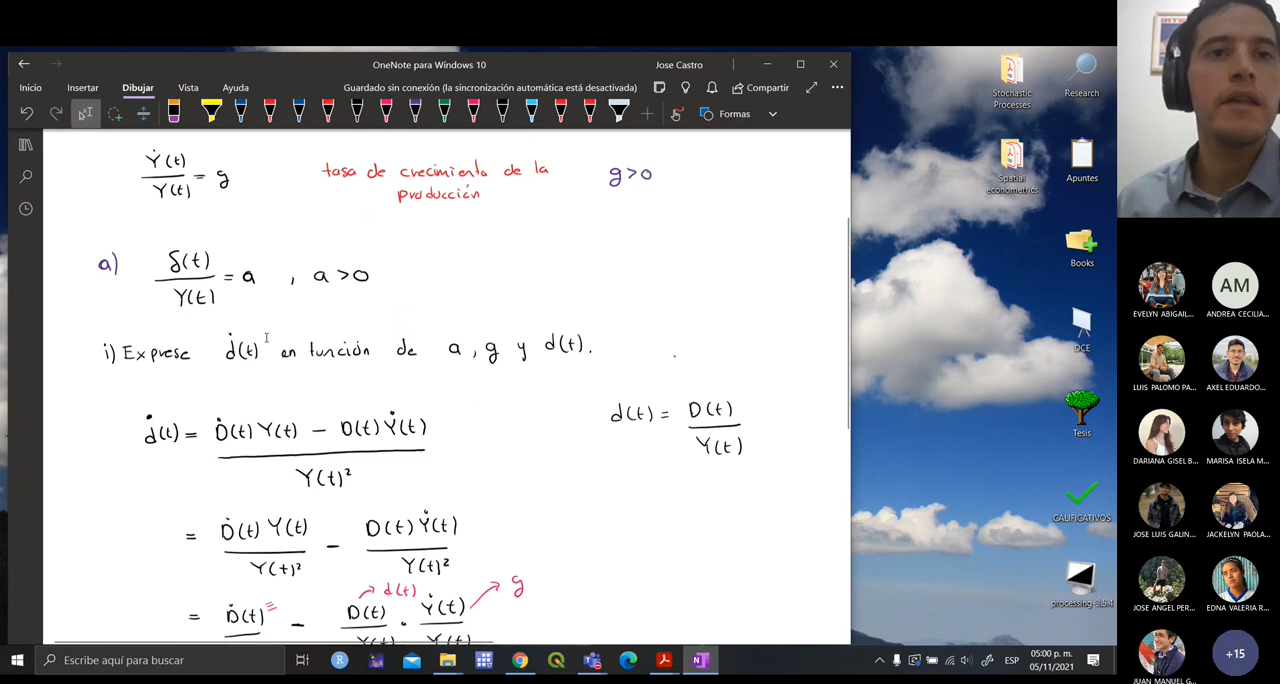 OneNote para Windows 10
Jose Castro
Inicio
Insertar
Dibujar
Vista
Ayuda
Guardado sin conexión (la sincronización automática está desactivada)
Compartir
Formas
Ẏ(t)
Y(t)
= g
tasa de crecimiento de la
producción
g>0
a)
δ(t)
Y(t)
= a , a>0
i) Exprese ḋ(t) en función de a, g y d(t).
ḋ(t) = Ḋ(t)Y(t) − D(t)Ẏ(t)
Y(t)²
d(t) = D(t)
Y(t)
= Ḋ(t)Y(t) − D(t)Ẏ(t)
Y(t)² Y(t)²
→ d(t)
g
= Ḋ(t) = − D(t) · Ẏ(t)
Y(t) Y(t)
Stochastic
Processes
Research
Spatial
econometrics
Apuntes
Books
DCE
Tesis
CALIFICATIVOS
processing-3.5.4
AM
EVELYN ABIGAIL...
ANDREA CECILIA...
LUIS PALOMO PA...
AXEL EDUARDO...
DARIANA GISEL B...
MARISA ISELA M...
JOSE LUIS GALIN...
JACKELYN PAOLA...
JOSE ANGEL PER...
EDNA VALERIA R...
JUAN MANUEL G...
+15
Escribe aquí para buscar
ESP
05:00 p. m.
05/11/2021